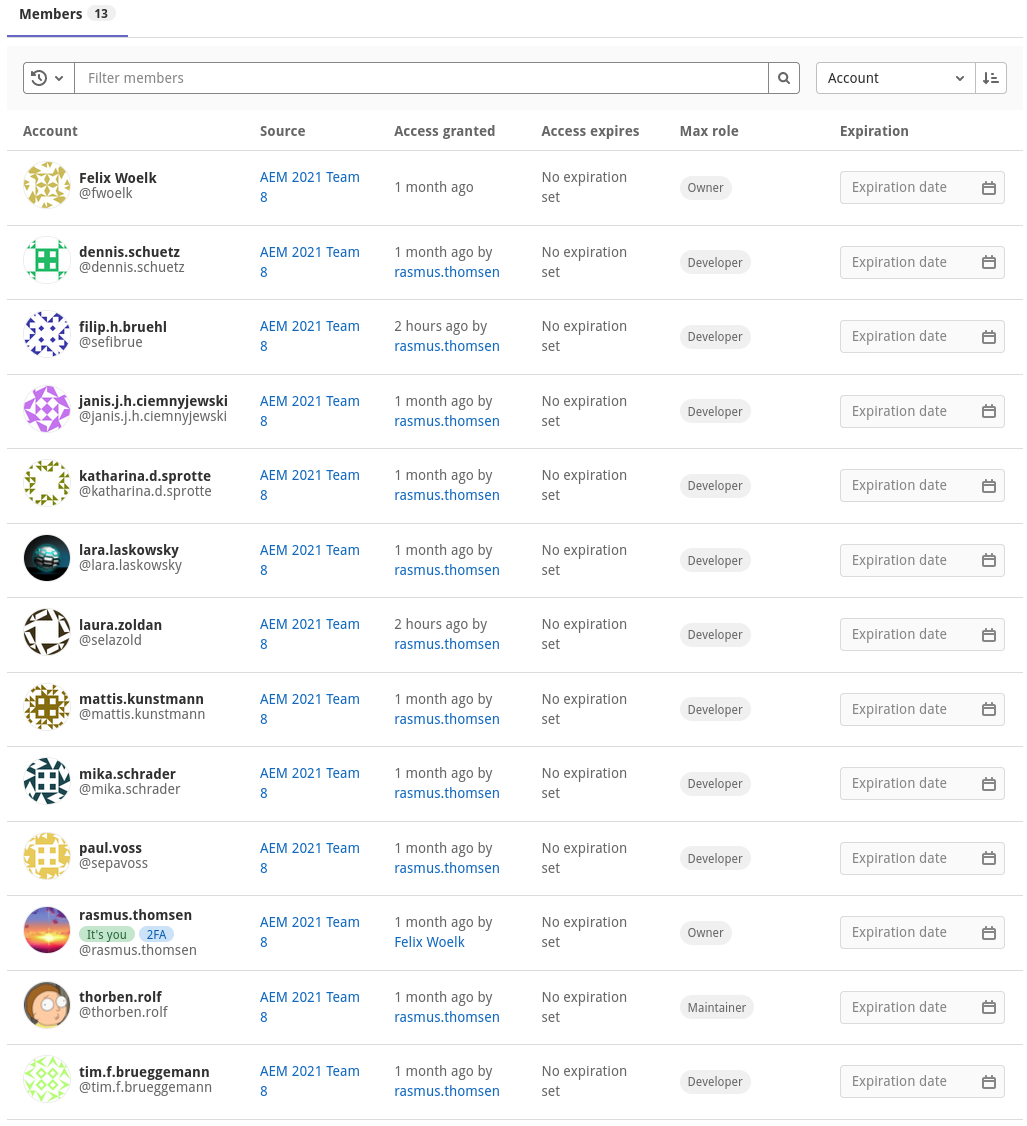 Members 13
Filter members Account
Account Source Access granted Access expires Max role Expiration
Felix Woelk
@fwoelk
AEM 2021 Team
8
1 month ago
No expiration
set
Owner
Expiration date
dennis.schuetz
@dennis.schuetz
AEM 2021 Team
8
1 month ago by
rasmus.thomsen
No expiration
set
Developer
Expiration date
filip.h.bruehl
@sefibrue
AEM 2021 Team
8
2 hours ago by
rasmus.thomsen
No expiration
set
Developer
Expiration date
janis.j.h.ciemnyjewski
@janis.j.h.ciemnyjewski
AEM 2021 Team
8
1 month ago by
rasmus.thomsen
No expiration
set
Developer
Expiration date
katharina.d.sprotte
@katharina.d.sprotte
AEM 2021 Team
8
1 month ago by
rasmus.thomsen
No expiration
set
Developer
Expiration date
lara.laskowsky
@lara.laskowsky
AEM 2021 Team
8
1 month ago by
rasmus.thomsen
No expiration
set
Developer
Expiration date
laura.zoldan
@selazold
AEM 2021 Team
8
2 hours ago by
rasmus.thomsen
No expiration
set
Developer
Expiration date
mattis.kunstmann
@mattis.kunstmann
AEM 2021 Team
8
1 month ago by
rasmus.thomsen
No expiration
set
Developer
Expiration date
mika.schrader
@mika.schrader
AEM 2021 Team
8
1 month ago by
rasmus.thomsen
No expiration
set
Developer
Expiration date
paul.voss
@sepavoss
AEM 2021 Team
8
1 month ago by
rasmus.thomsen
No expiration
set
Developer
Expiration date
rasmus.thomsen
It's you 2FA
@rasmus.thomsen
AEM 2021 Team
8
1 month ago by
Felix Woelk
No expiration
set
Owner
Expiration date
thorben.rolf
@thorben.rolf
AEM 2021 Team
8
1 month ago by
rasmus.thomsen
No expiration
set
Maintainer
Expiration date
tim.f.brueggemann
@tim.f.brueggemann
AEM 2021 Team
8
1 month ago by
rasmus.thomsen
No expiration
set
Developer
Expiration date